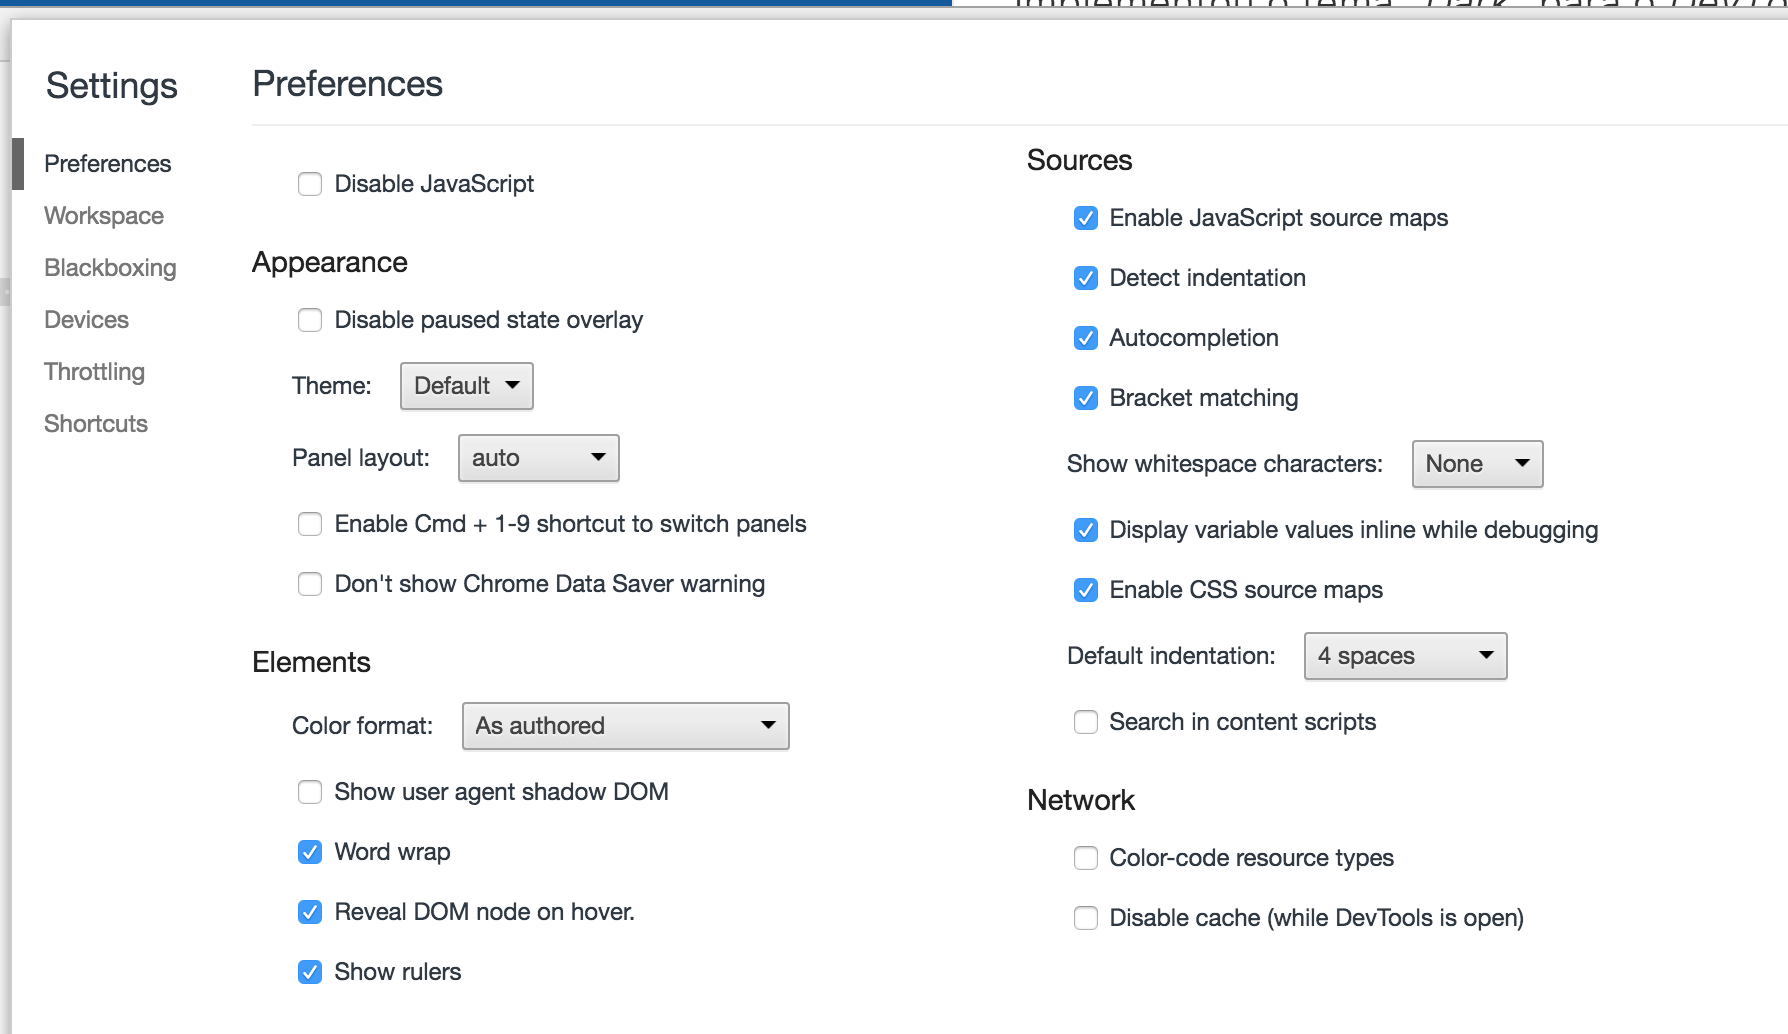 implementou o tema "Dark" para o DevTo
Settings
Preferences
Workspace
Blackboxing
Devices
Throttling
Shortcuts
Preferences
Disable JavaScript
Appearance
Disable paused state overlay
Theme: Default
Panel layout: auto
Enable Cmd + 1-9 shortcut to switch panels
Don't show Chrome Data Saver warning
Elements
Color format: As authored
Show user agent shadow DOM
Word wrap
Reveal DOM node on hover.
Show rulers
Sources
Enable JavaScript source maps
Detect indentation
Autocompletion
Bracket matching
Show whitespace characters: None
Display variable values inline while debugging
Enable CSS source maps
Default indentation: 4 spaces
Search in content scripts
Network
Color-code resource types
Disable cache (while DevTools is open)